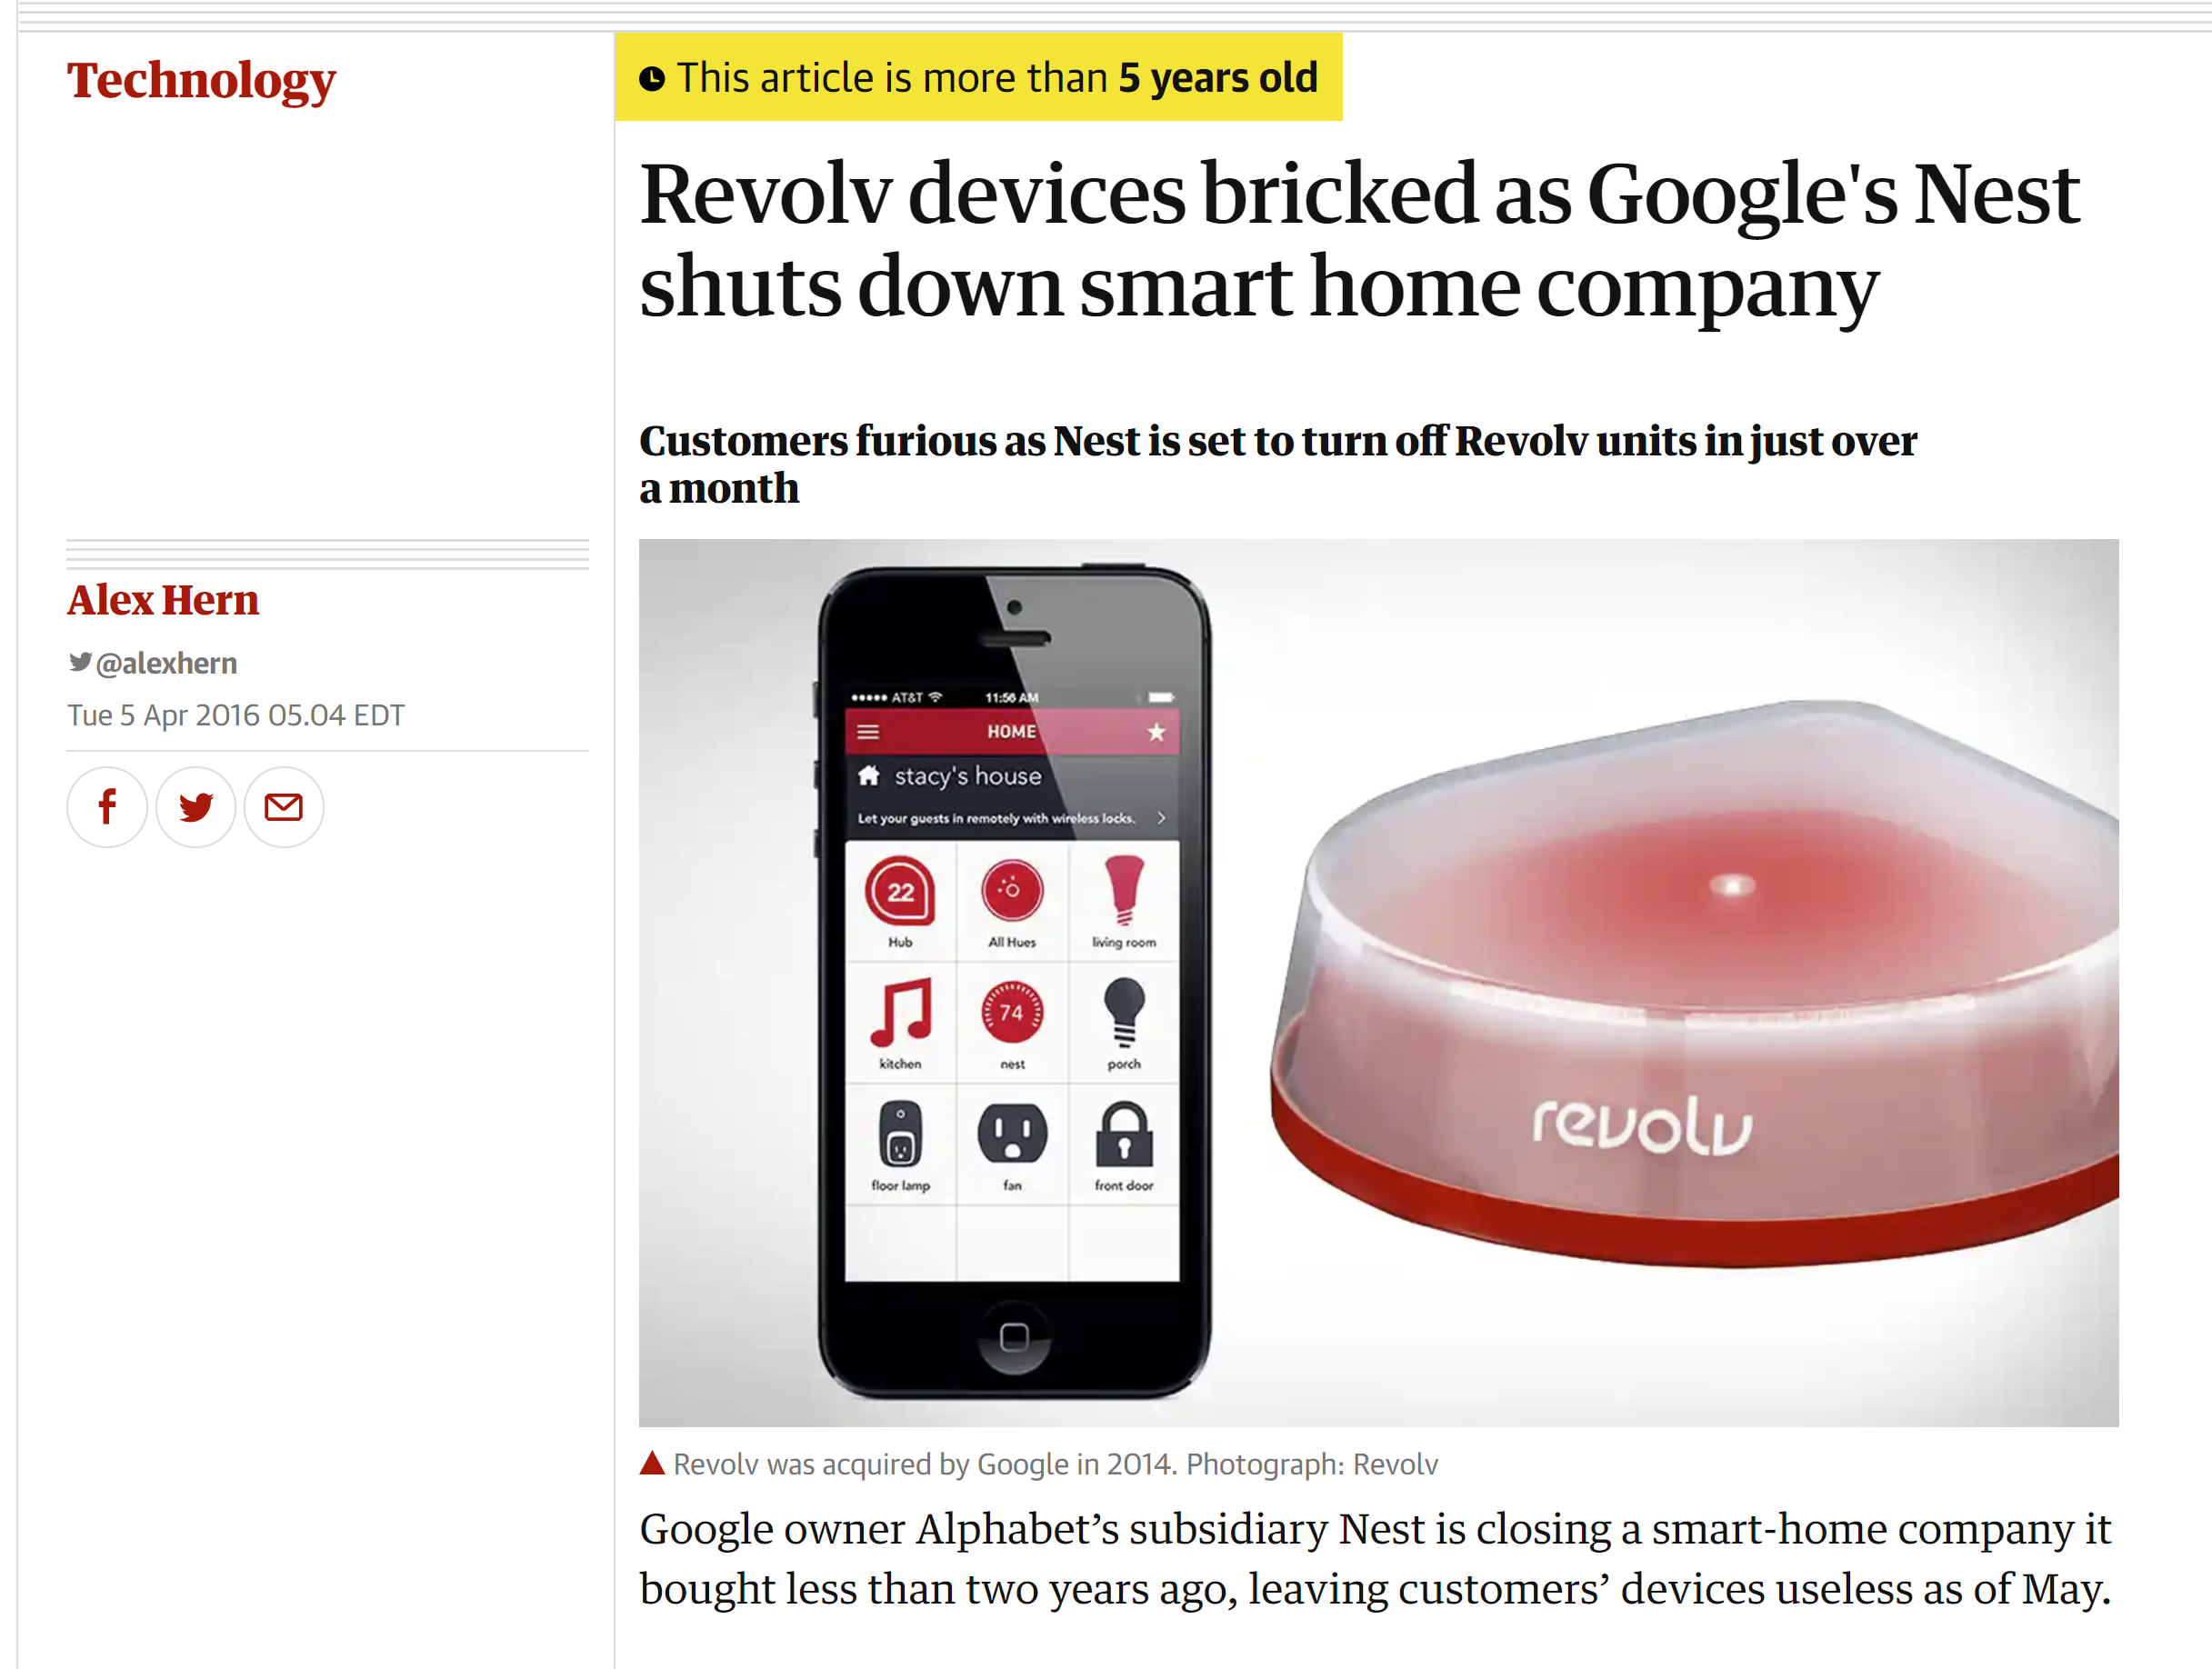 Technology
This article is more than 5 years old
Revolv devices bricked as Google's Nest
shuts down smart home company
Customers furious as Nest is set to turn off Revolv units in just over
a month
Alex Hern
@alexhern
Tue 5 Apr 2016 05.04 EDT
AT&T 11:56 AM
HOME
stacy's house
Let your guests in remotely with wireless locks.
22
Hub All Hues living room
74
kitchen nest porch
floor lamp fan front door
revolv
Revolv was acquired by Google in 2014. Photograph: Revolv
Google owner Alphabet’s subsidiary Nest is closing a smart-home company it
bought less than two years ago, leaving customers’ devices useless as of May.